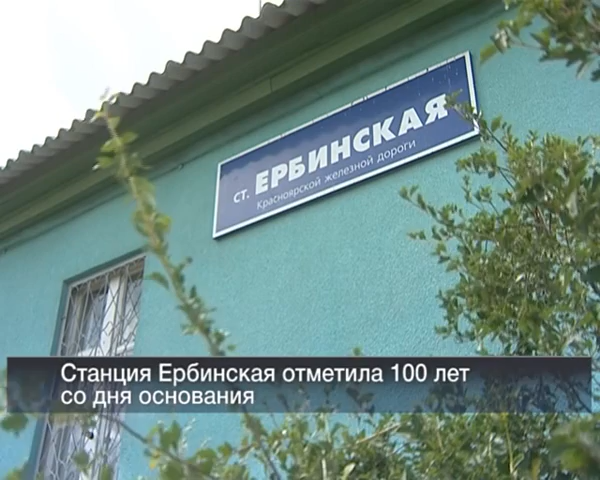 ст. ЕРБИНСКАЯ
Красноярской железной дороги
Станция Ербинская отметила 100 лет
со дня основания